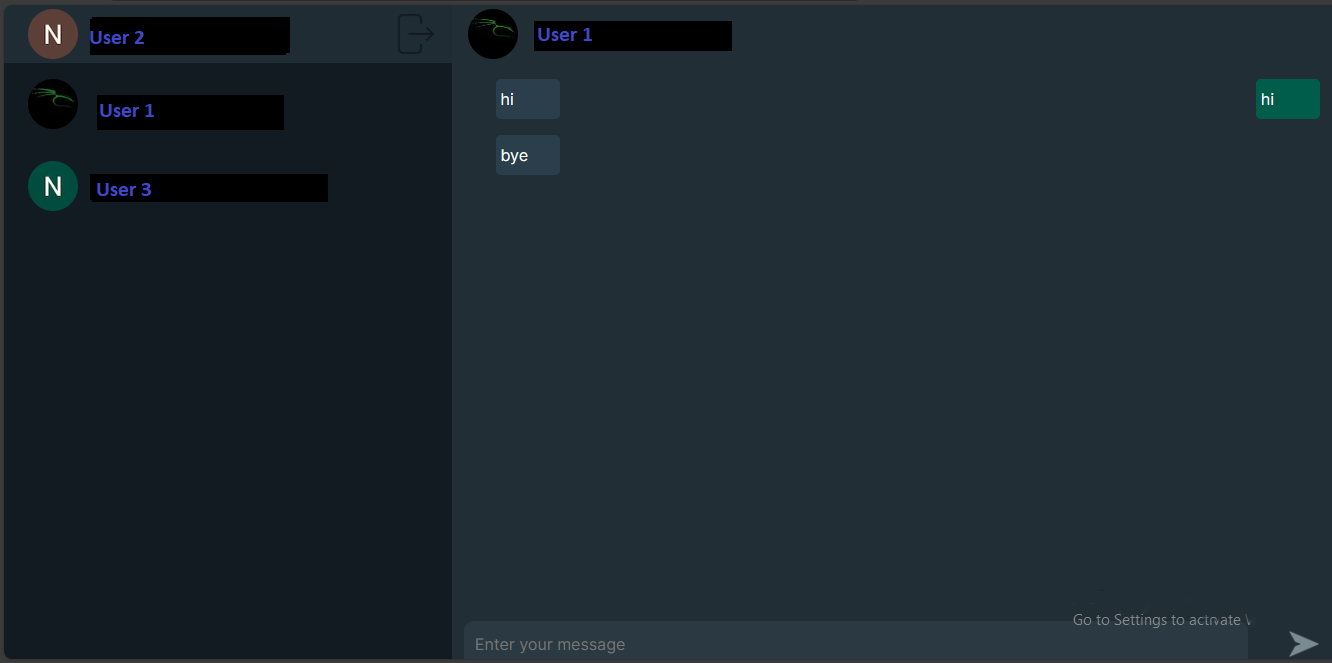 N User 2
User 1
N User 3
User 1
hi
hi
bye
Go to Settings to activate
Enter your message